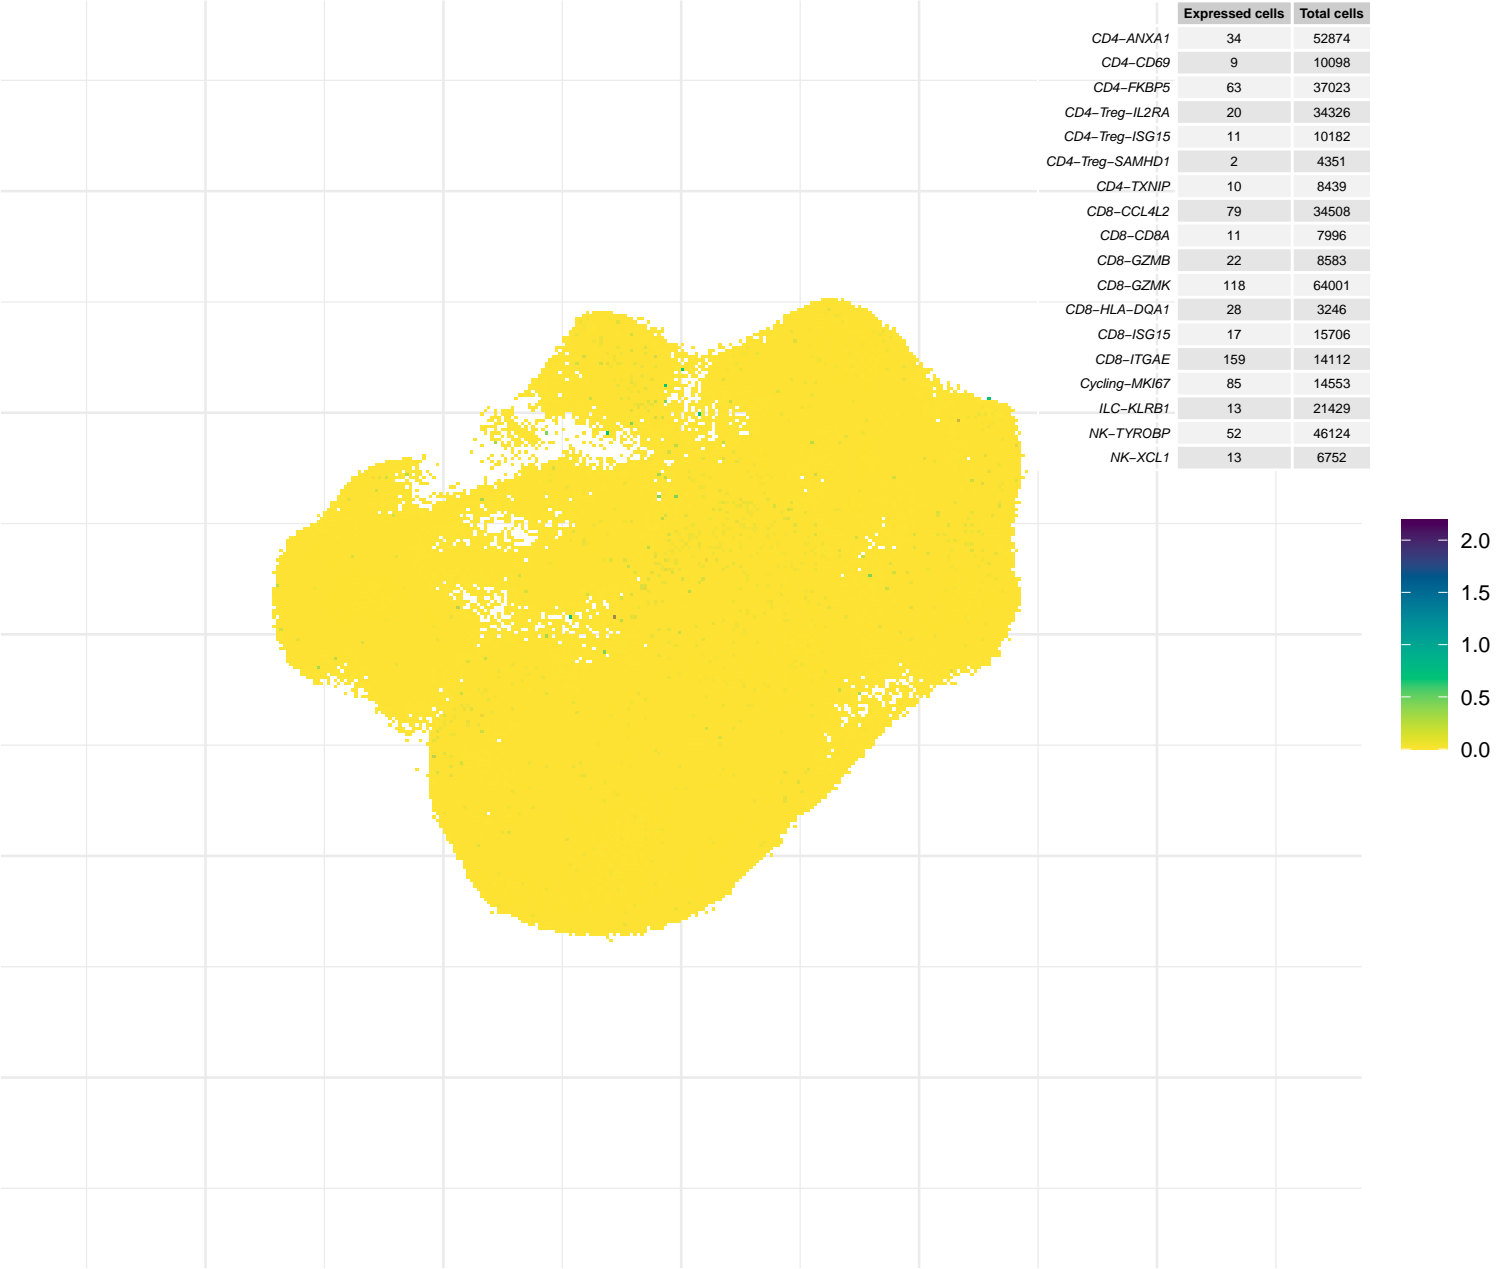 Expressed cells Total cells
CD4−ANXA1 34 52874
CD4−CD69 9 10098
CD4−FKBP5 63 37023
CD4−Treg−IL2RA 20 34326
CD4−Treg−ISG15 11 10182
CD4−Treg−SAMHD1 2 4351
CD4−TXNIP 10 8439
CD8−CCL4L2 79 34508
CD8−CD8A 11 7996
CD8−GZMB 22 8583
CD8−GZMK 118 64001
CD8−HLA−DQA1 28 3246
CD8−ISG15 17 15706
CD8−ITGAE 159 14112
Cycling−MKI67 85 14553
ILC−KLRB1 13 21429
NK−TYROBP 52 46124
NK−XCL1 13 6752
2.0
1.5
1.0
0.5
0.0